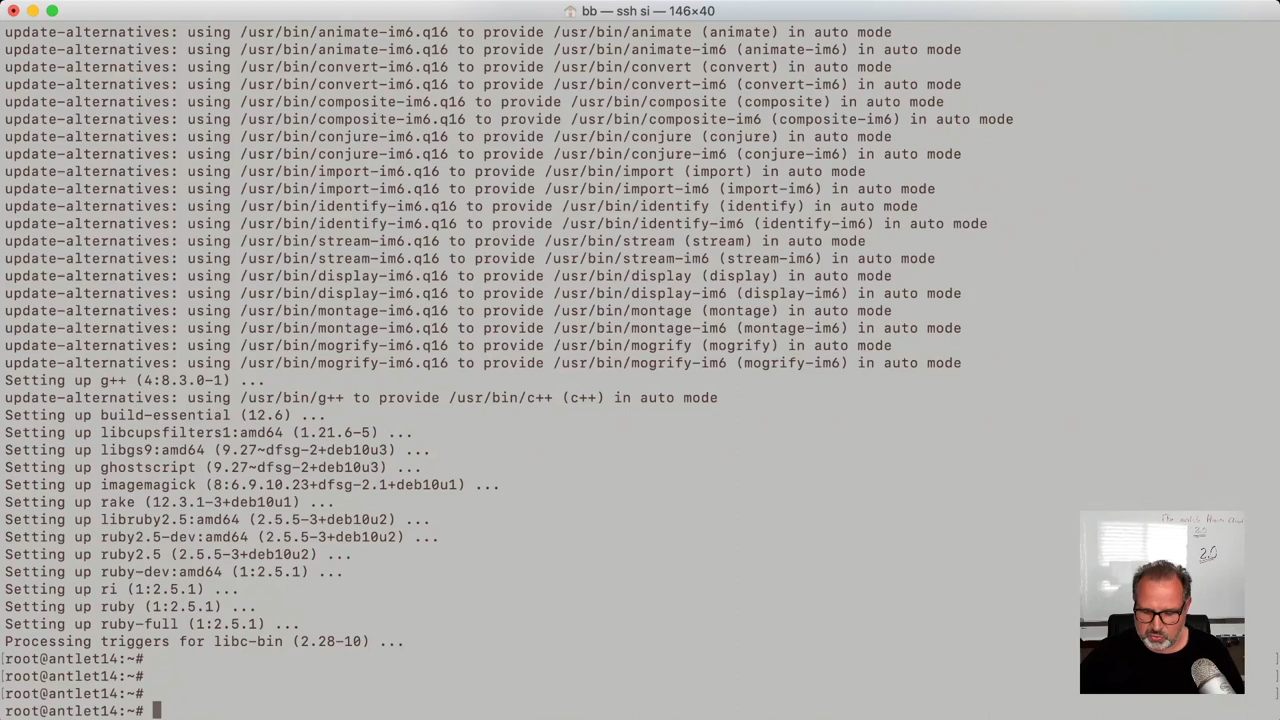 bb — ssh si — 146×40
update-alternatives: using /usr/bin/animate-im6.q16 to provide /usr/bin/animate (animate) in auto mode
update-alternatives: using /usr/bin/animate-im6.q16 to provide /usr/bin/animate-im6 (animate-im6) in auto mode
update-alternatives: using /usr/bin/convert-im6.q16 to provide /usr/bin/convert (convert) in auto mode
update-alternatives: using /usr/bin/convert-im6.q16 to provide /usr/bin/convert-im6 (convert-im6) in auto mode
update-alternatives: using /usr/bin/composite-im6.q16 to provide /usr/bin/composite (composite) in auto mode
update-alternatives: using /usr/bin/composite-im6.q16 to provide /usr/bin/composite-im6 (composite-im6) in auto mode
update-alternatives: using /usr/bin/conjure-im6.q16 to provide /usr/bin/conjure (conjure) in auto mode
update-alternatives: using /usr/bin/conjure-im6.q16 to provide /usr/bin/conjure-im6 (conjure-im6) in auto mode
update-alternatives: using /usr/bin/import-im6.q16 to provide /usr/bin/import (import) in auto mode
update-alternatives: using /usr/bin/import-im6.q16 to provide /usr/bin/import-im6 (import-im6) in auto mode
update-alternatives: using /usr/bin/identify-im6.q16 to provide /usr/bin/identify (identify) in auto mode
update-alternatives: using /usr/bin/identify-im6.q16 to provide /usr/bin/identify-im6 (identify-im6) in auto mode
update-alternatives: using /usr/bin/stream-im6.q16 to provide /usr/bin/stream (stream) in auto mode
update-alternatives: using /usr/bin/stream-im6.q16 to provide /usr/bin/stream-im6 (stream-im6) in auto mode
update-alternatives: using /usr/bin/display-im6.q16 to provide /usr/bin/display (display) in auto mode
update-alternatives: using /usr/bin/display-im6.q16 to provide /usr/bin/display-im6 (display-im6) in auto mode
update-alternatives: using /usr/bin/montage-im6.q16 to provide /usr/bin/montage (montage) in auto mode
update-alternatives: using /usr/bin/montage-im6.q16 to provide /usr/bin/montage-im6 (montage-im6) in auto mode
update-alternatives: using /usr/bin/mogrify-im6.q16 to provide /usr/bin/mogrify (mogrify) in auto mode
update-alternatives: using /usr/bin/mogrify-im6.q16 to provide /usr/bin/mogrify-im6 (mogrify-im6) in auto mode
Setting up g++ (4:8.3.0-1) ...
update-alternatives: using /usr/bin/g++ to provide /usr/bin/c++ (c++) in auto mode
Setting up build-essential (12.6) ...
Setting up libcupsfilters1:amd64 (1.21.6-5) ...
Setting up libgs9:amd64 (9.27~dfsg-2+deb10u3) ...
Setting up ghostscript (9.27~dfsg-2+deb10u3) ...
Setting up imagemagick (8:6.9.10.23+dfsg-2.1+deb10u1) ...
Setting up rake (12.3.1-3+deb10u1) ...
Setting up libruby2.5:amd64 (2.5.5-3+deb10u2) ...
Setting up ruby2.5-dev:amd64 (2.5.5-3+deb10u2) ...
Setting up ruby2.5 (2.5.5-3+deb10u2) ...
Setting up ruby-dev:amd64 (1:2.5.1) ...
Setting up ri (1:2.5.1) ...
Setting up ruby (1:2.5.1) ...
Setting up ruby-full (1:2.5.1) ...
Processing triggers for libc-bin (2.28-10) ...
[root@antlet14:~#
[root@antlet14:~#
[root@antlet14:~#
root@antlet14:~#
2.0